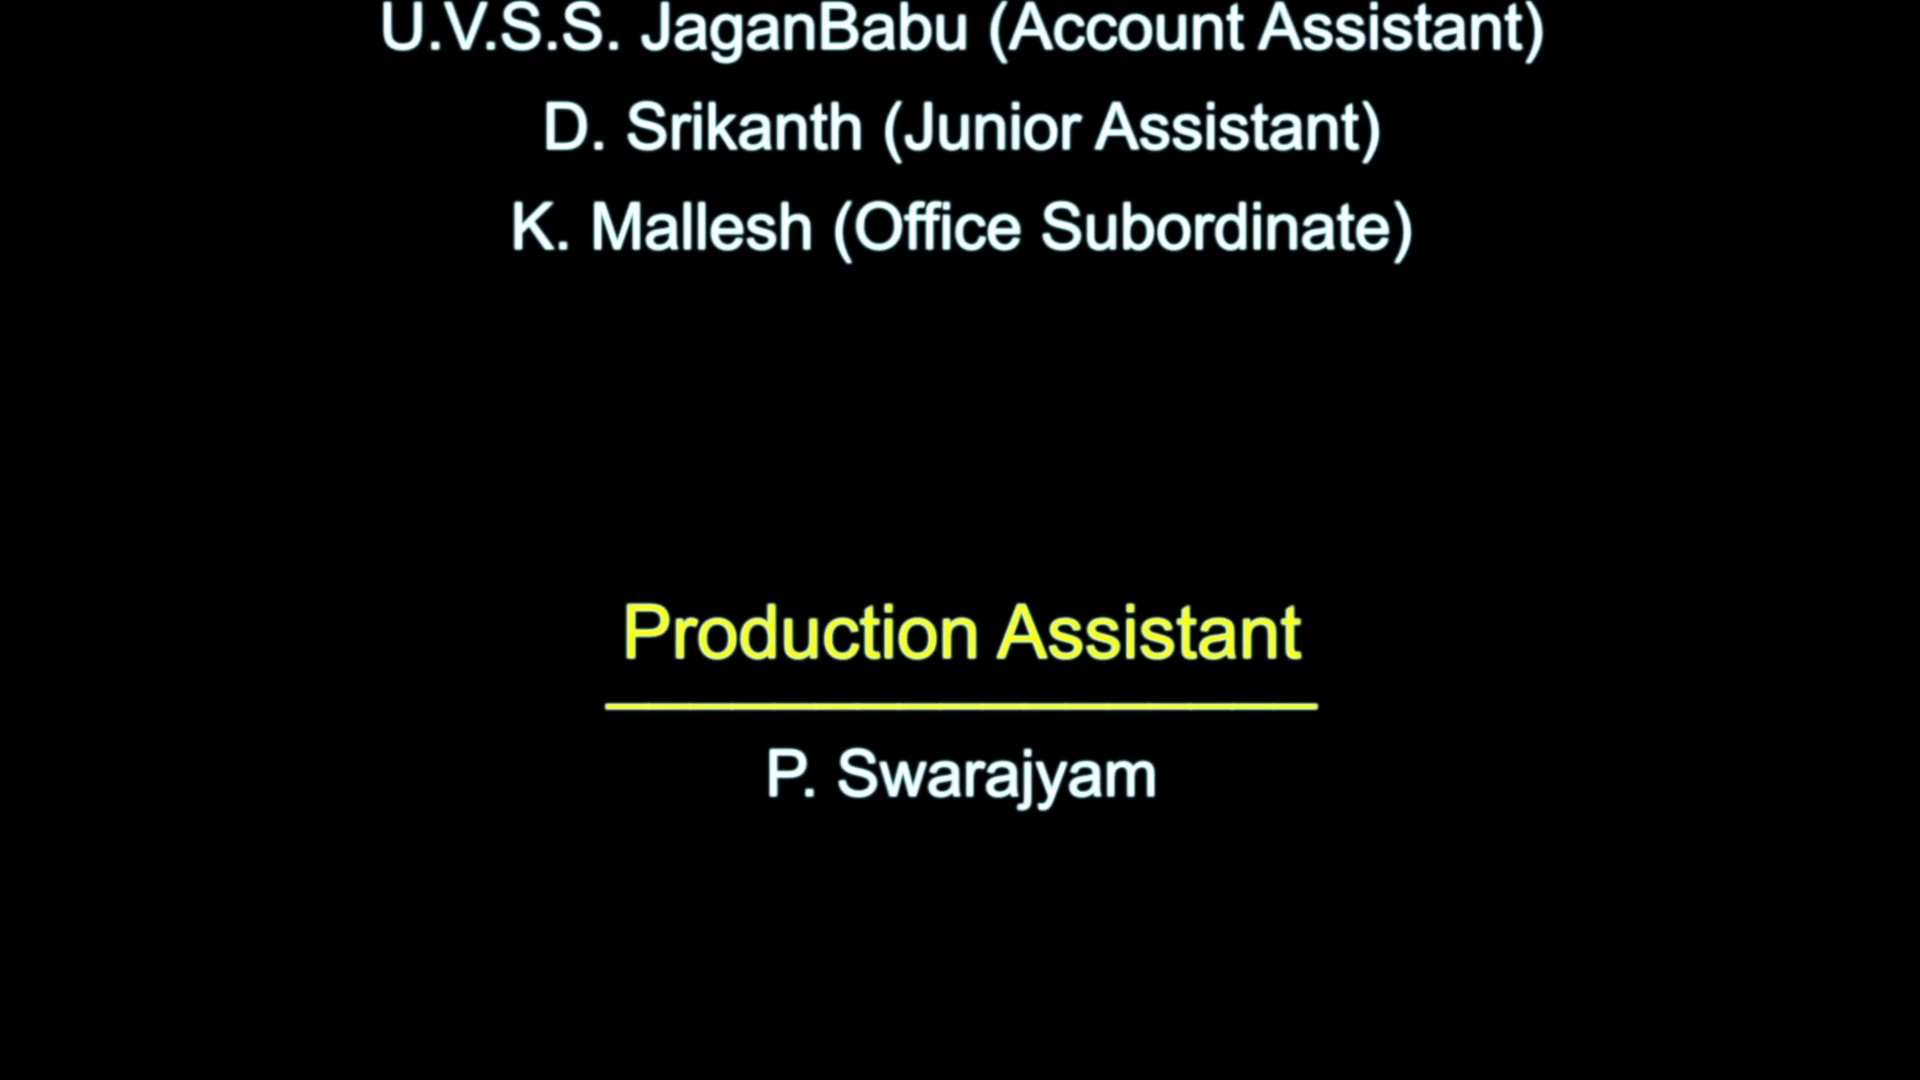 U.V.S.S. JaganBabu (Account Assistant)
D. Srikanth (Junior Assistant)
K. Mallesh (Office Subordinate)
Production Assistant
P. Swarajyam